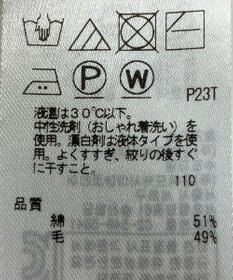 P
W
P23T
液温は30℃以下。
中性洗剤(おしゃれ着洗い)を
使用。漂白剤は液体タイプを使
用。よくすすぎ、絞りの後すぐ
に干すこと。
110
品質
綿 51%
毛 49%